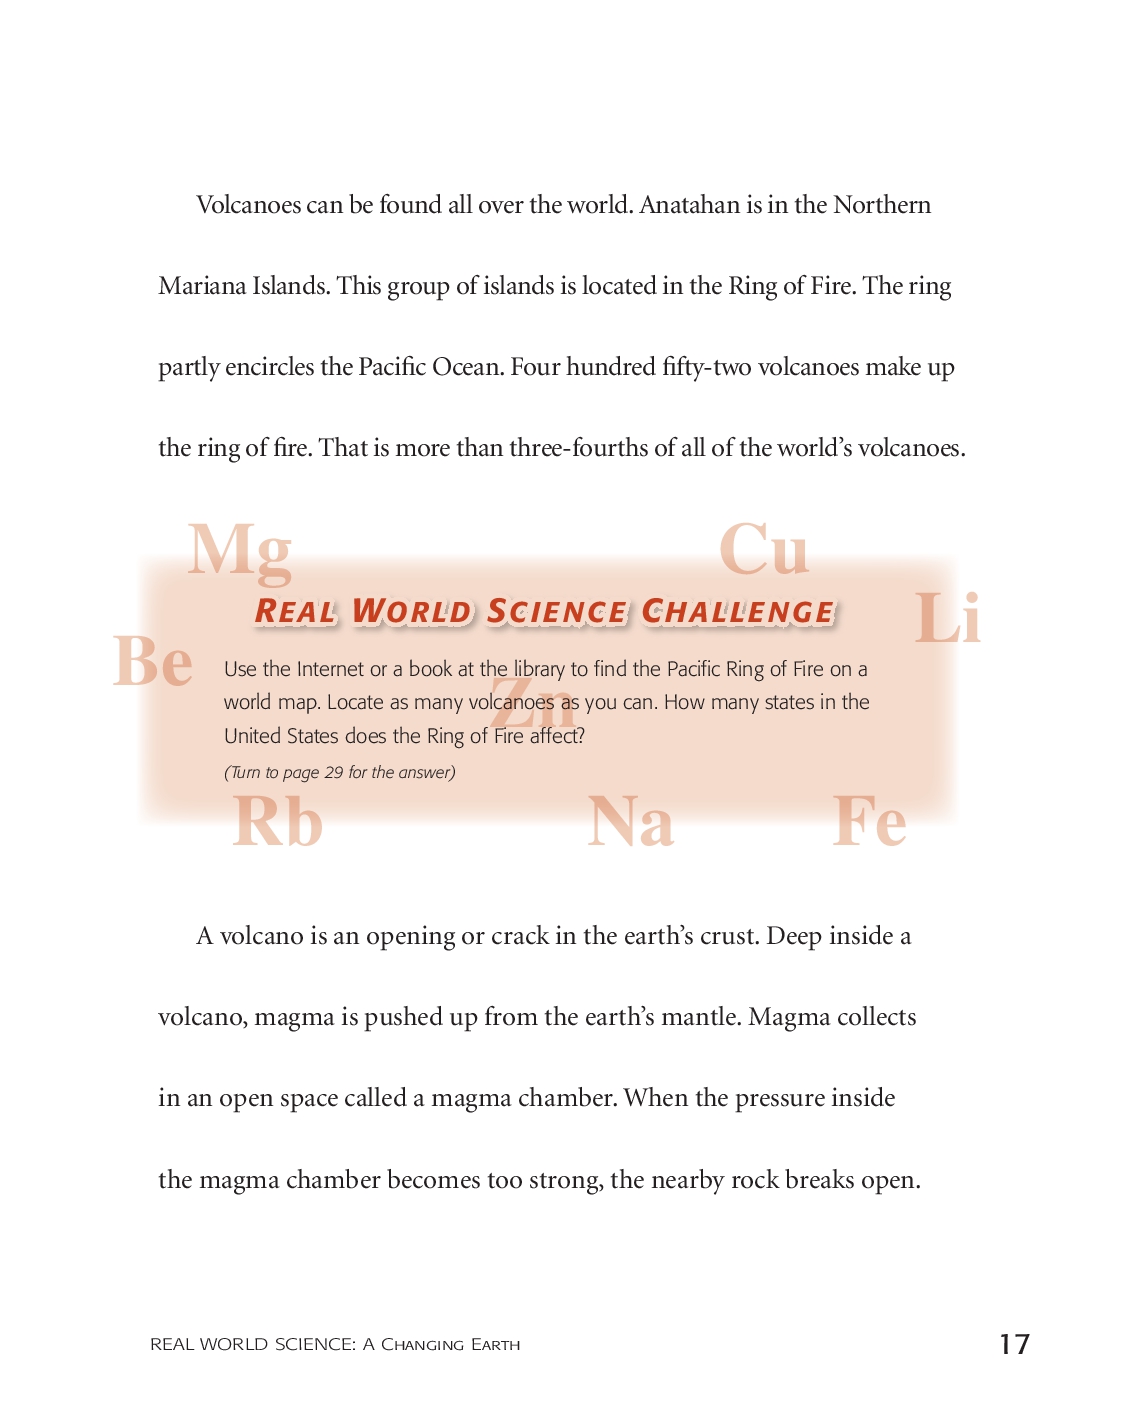 Volcanoes can be found all over the world. Anatahan is in the Northern
Mariana Islands. This group of islands is located in the Ring of Fire. The ring
partly encircles the Pacific Ocean. Four hundred fifty-two volcanoes make up
the ring of fire. That is more than three-fourths of all of the world’s volcanoes.
Mg
Cu
Li
Be
REAL WORLD SCIENCE CHALLENGE
Use the Internet or a book at the library to find the Pacific Ring of Fire on a
Zn
world map. Locate as many volcanoes as you can. How many states in the
United States does the Ring of Fire affect?
(Turn to page 29 for the answer)
Rb
Na
Fe
A volcano is an opening or crack in the earth’s crust. Deep inside a
volcano, magma is pushed up from the earth’s mantle. Magma collects
in an open space called a magma chamber. When the pressure inside
the magma chamber becomes too strong, the nearby rock breaks open.
REAL WORLD SCIENCE: A CHANGING EARTH
17